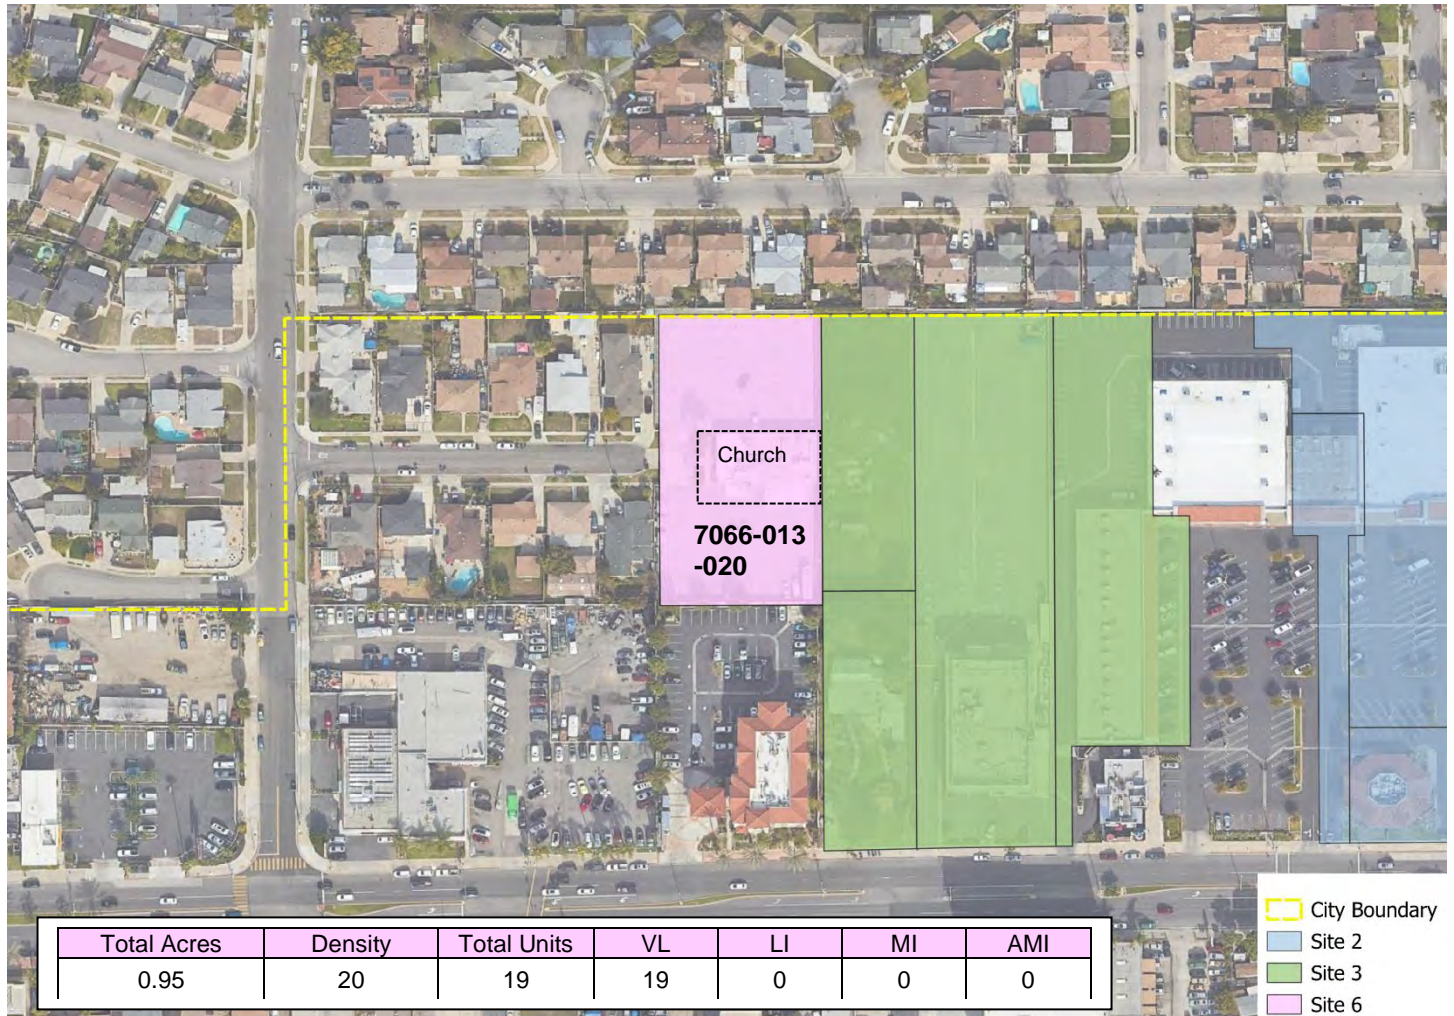 Church
7066-013
-020
Total Acres Density Total Units VL LI MI AMI
0.95 20 19 19 0 0 0
City Boundary
Site 2
Site 3
Site 6